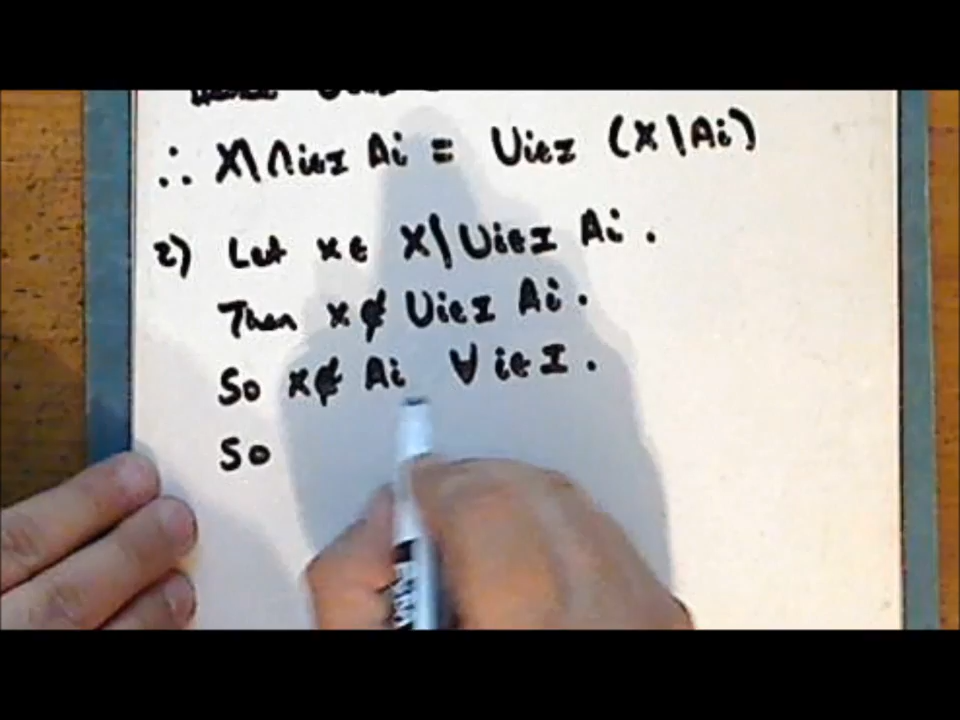 ∴ X\∩i∈I Ai = ∪i∈I (X\Ai)
2) Let x∈ X\∪i∈I Ai.
Then x∉ ∪i∈I Ai.
So x∉ Ai ∀ i∈I.
So